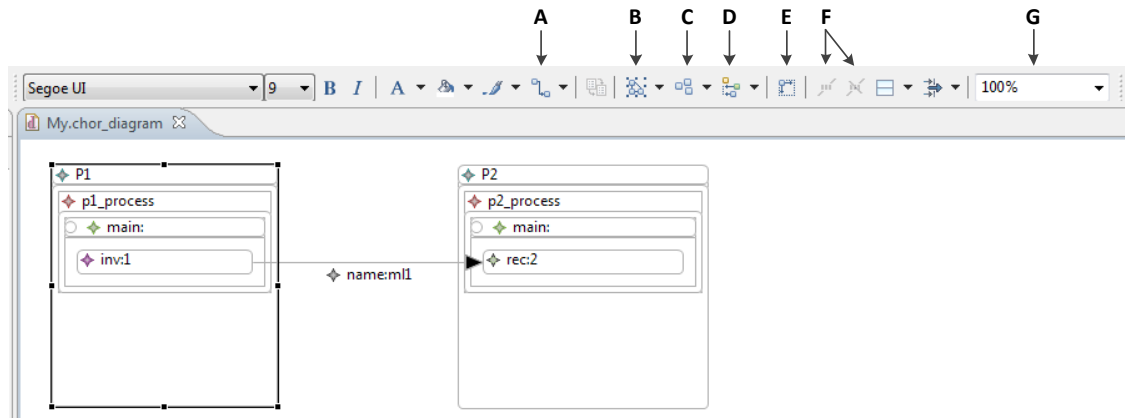 A B C D E F G
Segoe UI 9 B I A 100%
My.chor_diagram
P1 P2
p1_process p2_process
main: main:
inv:1 rec:2
name:ml1